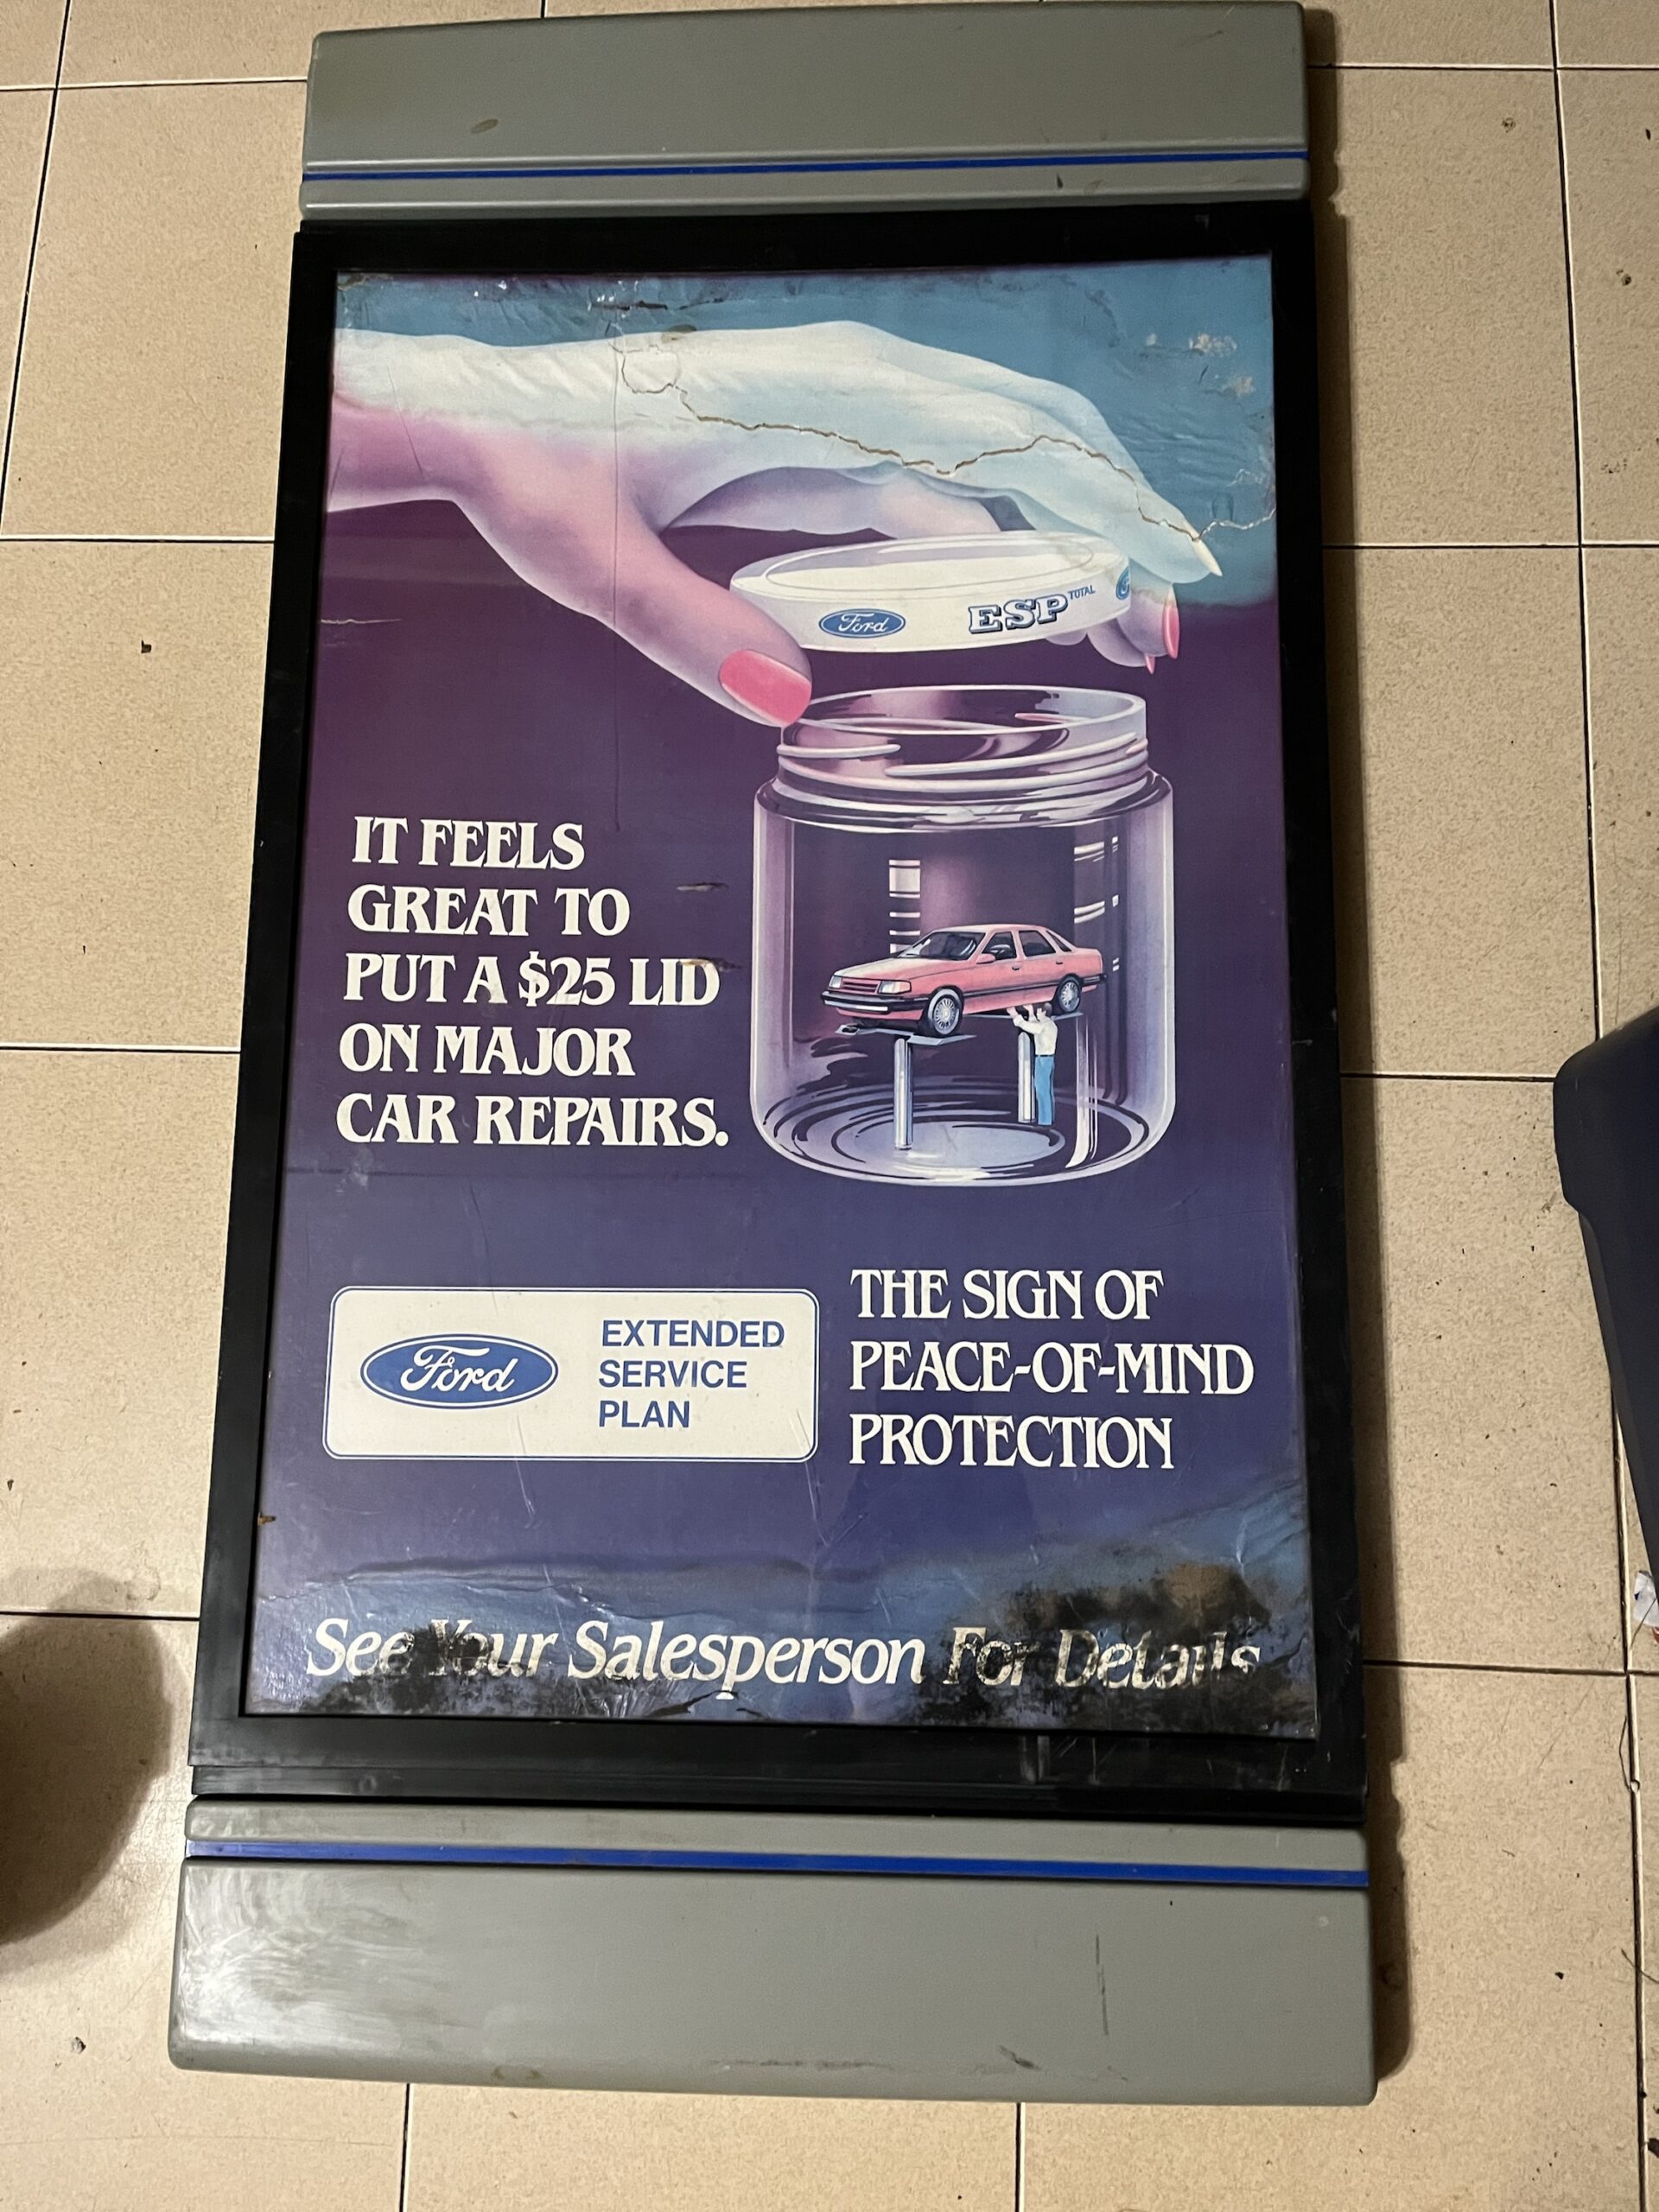 Ford ESP TOTAL
IT FEELS
GREAT TO
PUT A $25 LID
ON MAJOR
CAR REPAIRS.
Ford
EXTENDED
SERVICE
PLAN
THE SIGN OF
PEACE-OF-MIND
PROTECTION
See Your Salesperson For Details